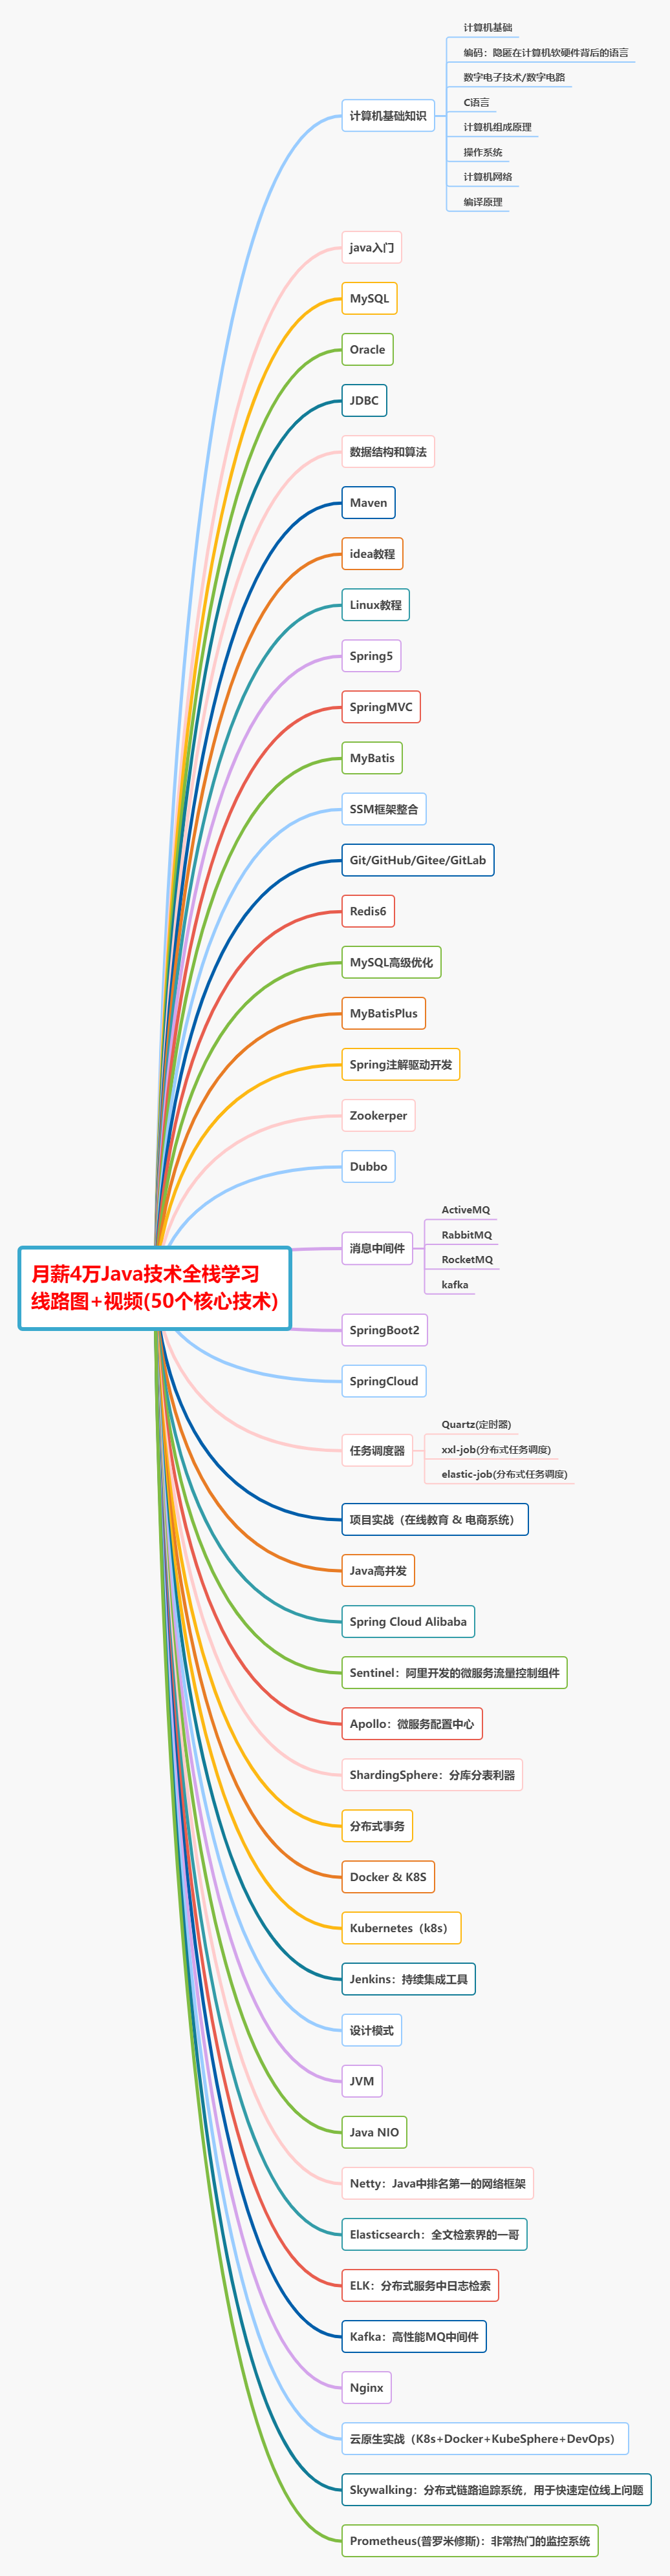 计算机基础
编码：隐匿在计算机软硬件背后的语言
数字电子技术/数字电路
C语言
计算机基础知识
计算机组成原理
操作系统
计算机网络
编译原理
java入门
MySQL
Oracle
JDBC
数据结构和算法
Maven
idea教程
Linux教程
Spring5
SpringMVC
MyBatis
SSM框架整合
Git/GitHub/Gitee/GitLab
Redis6
MySQL高级优化
MyBatisPlus
Spring注解驱动开发
Zookerper
Dubbo
ActiveMQ
RabbitMQ
消息中间件
RocketMQ
kafka
月薪4万Java技术全栈学习
线路图+视频(50个核心技术)
SpringBoot2
SpringCloud
Quartz(定时器)
任务调度器
xxl-job(分布式任务调度)
elastic-job(分布式任务调度)
项目实战（在线教育 & 电商系统）
Java高并发
Spring Cloud Alibaba
Sentinel：阿里开发的微服务流量控制组件
Apollo：微服务配置中心
ShardingSphere：分库分表利器
分布式事务
Docker & K8S
Kubernetes（k8s）
Jenkins：持续集成工具
设计模式
JVM
Java NIO
Netty：Java中排名第一的网络框架
Elasticsearch：全文检索界的一哥
ELK：分布式服务中日志检索
Kafka：高性能MQ中间件
Nginx
云原生实战（K8s+Docker+KubeSphere+DevOps）
Skywalking：分布式链路追踪系统，用于快速定位线上问题
Prometheus(普罗米修斯)：非常热门的监控系统